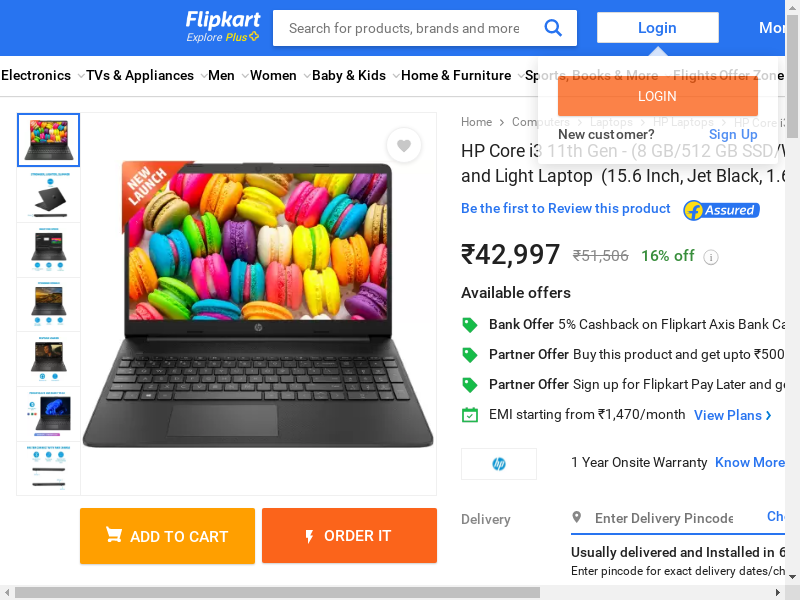 Flipkart
Explore Plus
Search for products, brands and more
Login
Electronics
TVs & Appliances
Men
Women
Baby & Kids
Home & Furniture
Sports, Books & More
Flights
Offer Zone
LOGIN
New customer?
Sign Up
Home
Computers
Laptops
HP Laptops
HP Core i3
HP Core i3 11th Gen - (8 GB/512 GB SSD/
and Light Laptop (15.6 Inch, Jet Black, 1.6
Be the first to Review this product
Assured
₹42,997
₹51,506
16% off
NEW LAUNCH
Available offers
Bank Offer 5% Cashback on Flipkart Axis Bank
Partner Offer Buy this product and get upto ₹500
Partner Offer Sign up for Flipkart Pay Later and
EMI starting from ₹1,470/month
View Plans
hp
1 Year Onsite Warranty
Know More
Delivery
Enter Delivery Pincode
Usually delivered and Installed in 6
Enter pincode for exact delivery
ADD TO CART
ORDER IT